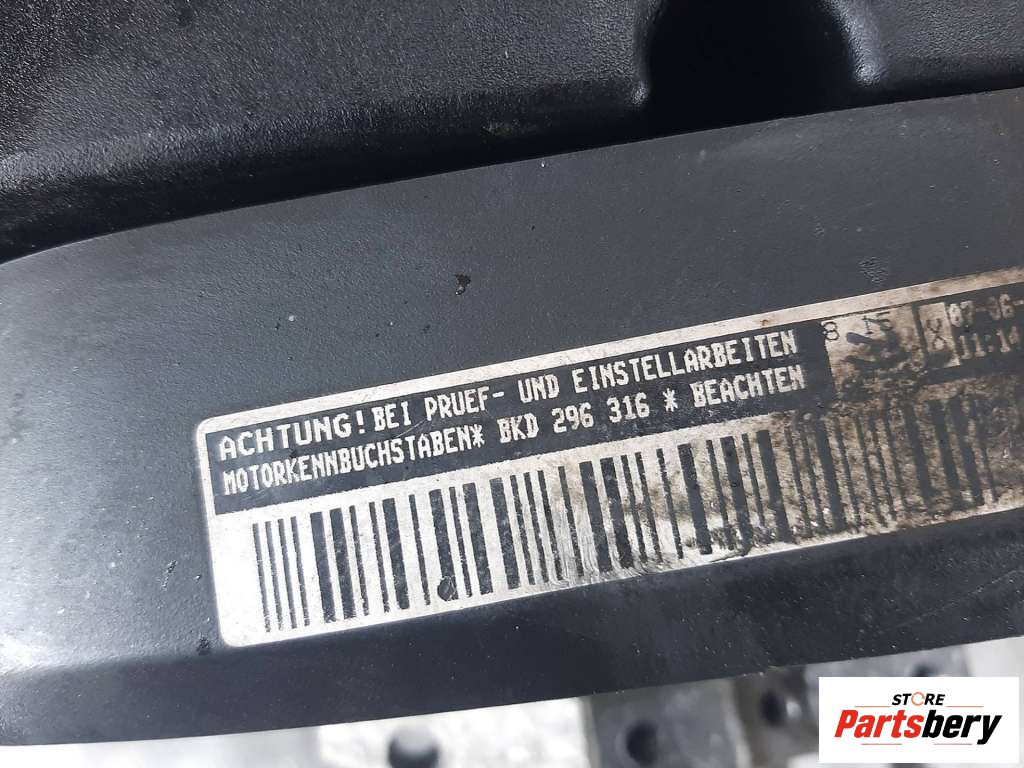 ACHTUNG! BEI PRUEF- UND EINSTELLARBEITEN
MOTORKENNBUCHSTABEN* BKD 296 316 * BEACHTEN
STORE
Partsbery